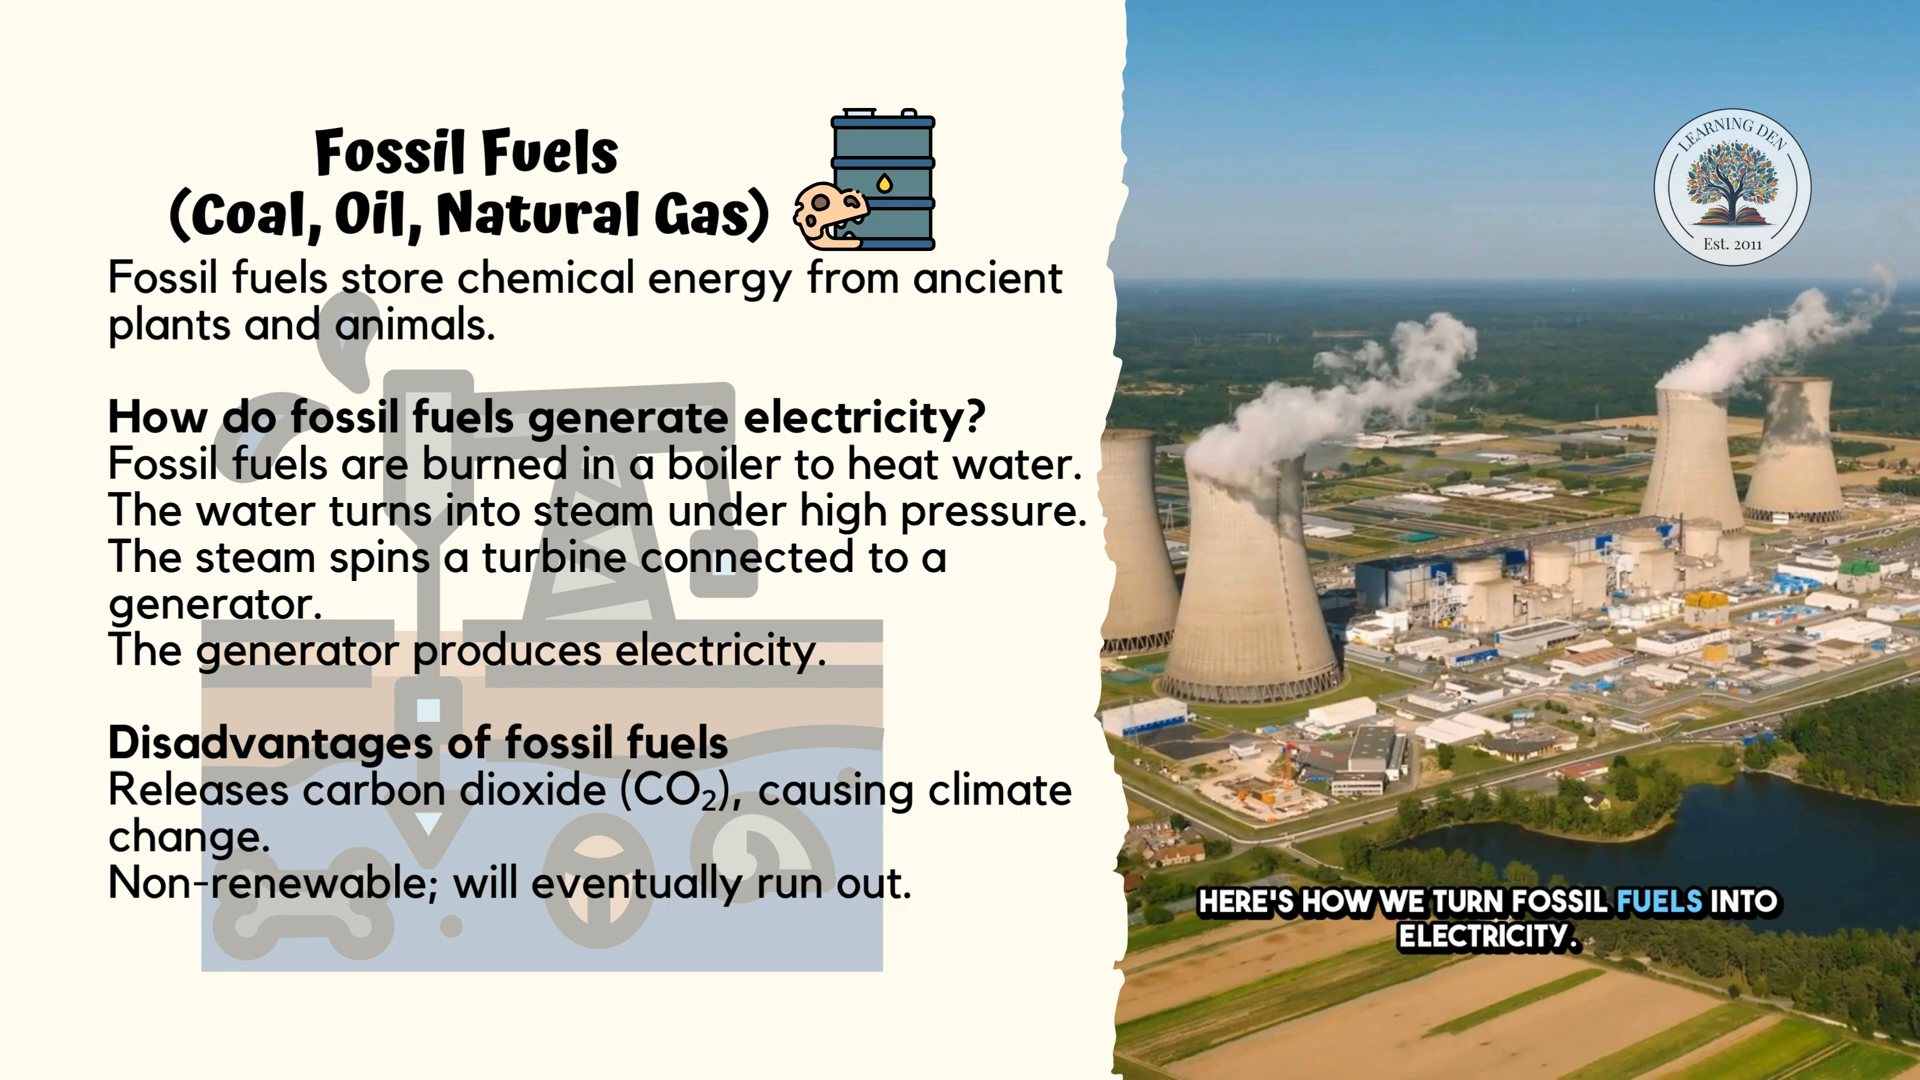 Fossil Fuels
(Coal, Oil, Natural Gas)
Fossil fuels store chemical energy from ancient
plants and animals.
How do fossil fuels generate electricity?
Fossil fuels are burned in a boiler to heat water.
The water turns into steam under high pressure.
The steam spins a turbine connected to a
generator.
The generator produces electricity.
Disadvantages of fossil fuels
Releases carbon dioxide (CO₂), causing climate
change.
Non-renewable; will eventually run out.
LEARNING DEN
Est. 2011
HERE'S HOW WE TURN FOSSIL FUELS INTO
ELECTRICITY.